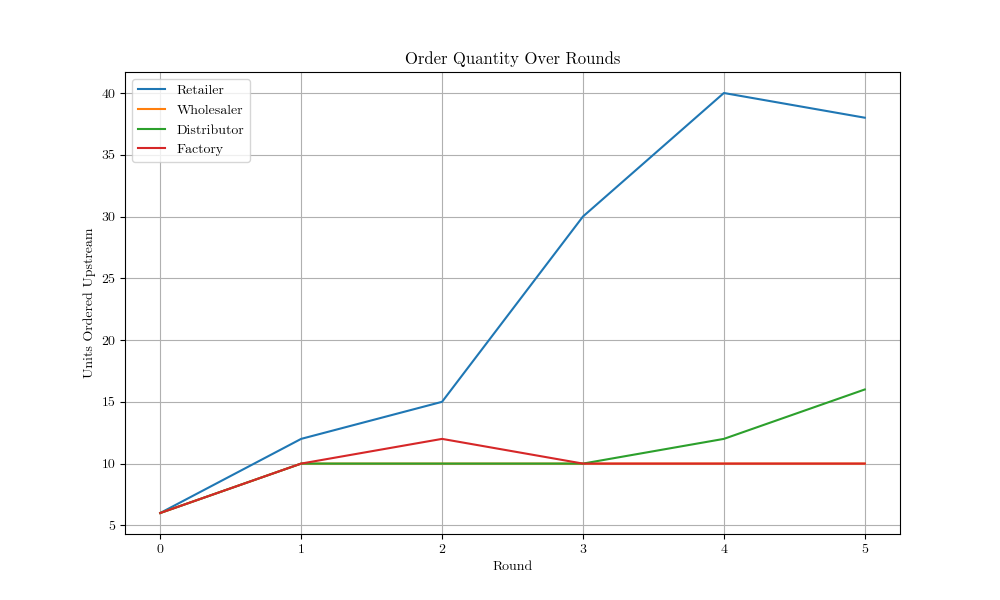 Order Quantity Over Rounds
Retailer
Wholesaler
Distributor
Factory
Units Ordered Upstream
40
35
30
25
20
15
10
5
0 1 2 3 4 5
Round